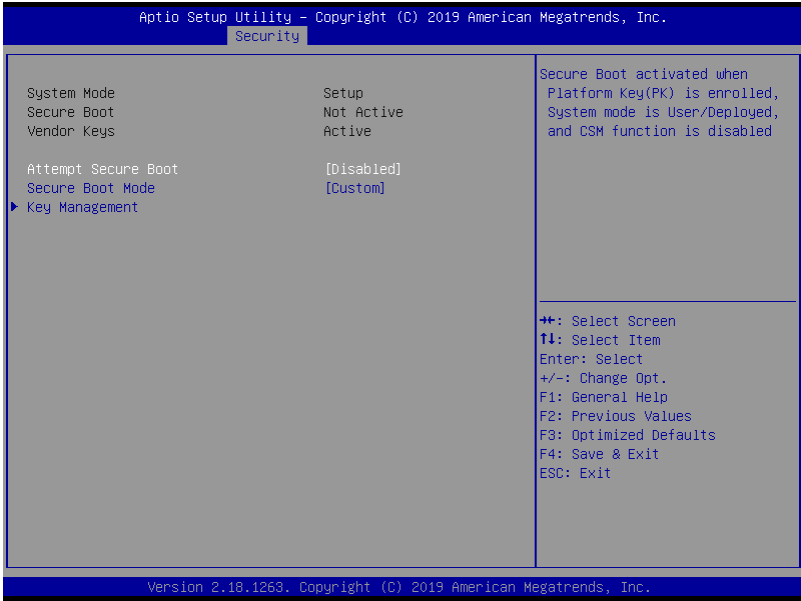 Aptio Setup Utility – Copyright (C) 2019 American Megatrends, Inc.
Security
System Mode Setup
Secure Boot Not Active
Vendor Keys Active
Attempt Secure Boot [Disabled]
Secure Boot Mode [Custom]
Key Management
Secure Boot activated when
Platform Key(PK) is enrolled,
System mode is User/Deployed,
and CSM function is disabled
→←: Select Screen
↑↓: Select Item
Enter: Select
+/-: Change Opt.
F1: General Help
F2: Previous Values
F3: Optimized Defaults
F4: Save & Exit
ESC: Exit
Version 2.18.1263. Copyright (C) 2019 American Megatrends, Inc.